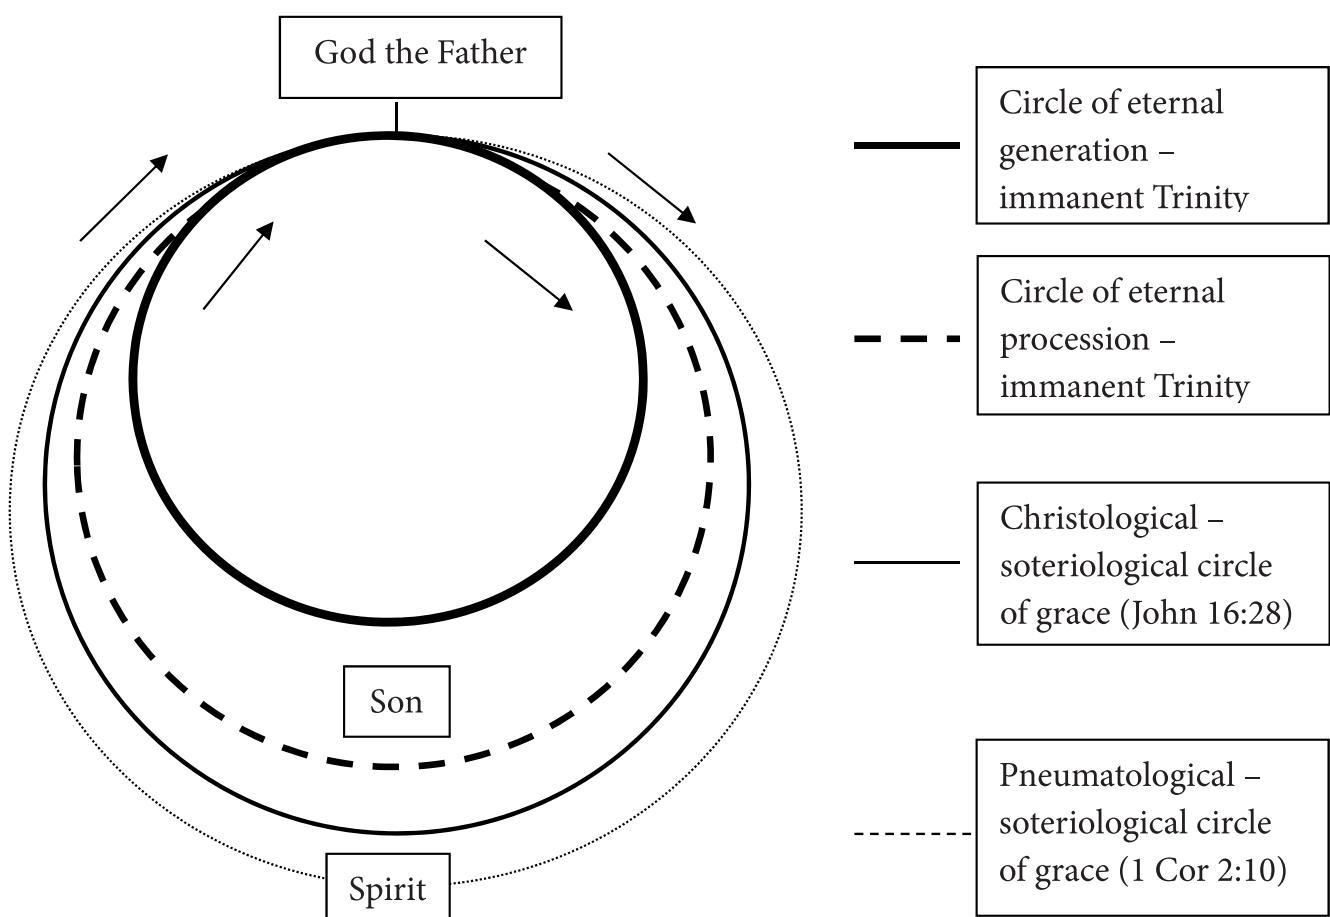 God the Father
Circle of eternal
generation –
immanent Trinity
Circle of eternal
procession –
immanent Trinity
Christological –
soteriological circle
of grace (John 16:28)
Son
Pneumatological –
soteriological circle
of grace (1 Cor 2:10)
Spirit